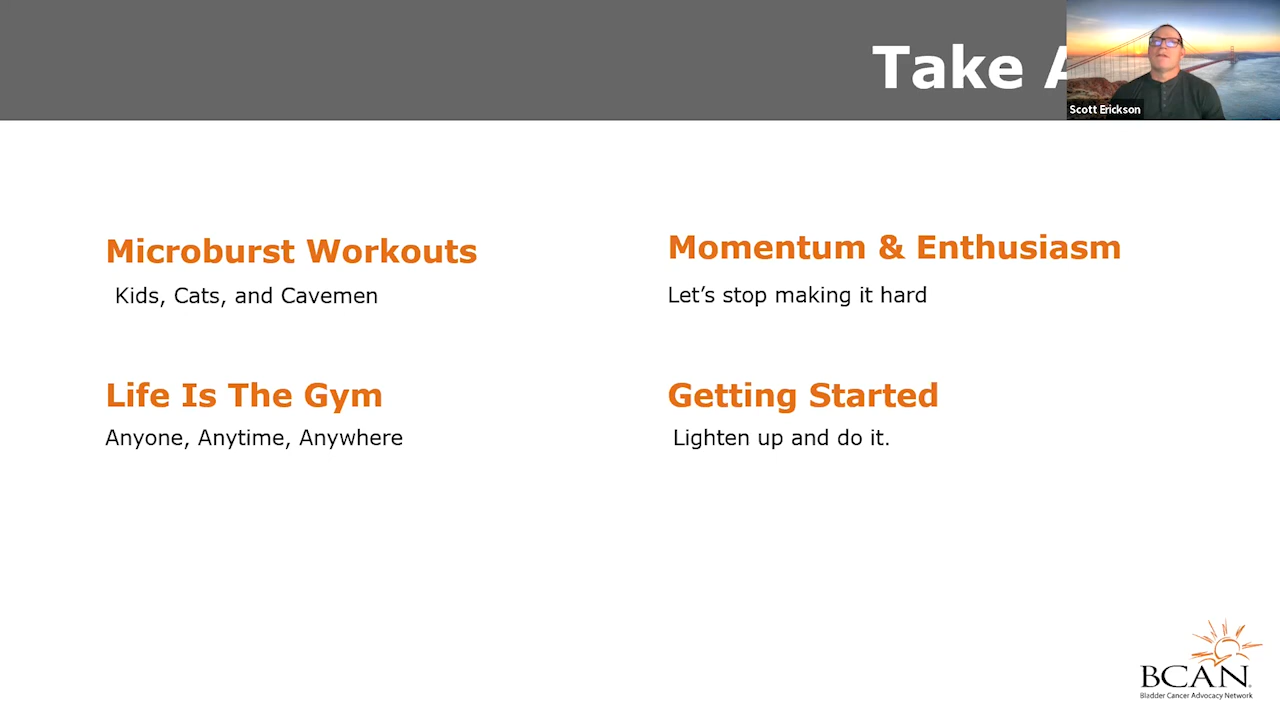 Take
Scott Erickson
Microburst Workouts
Kids, Cats, and Cavemen
Momentum & Enthusiasm
Let’s stop making it hard
Life Is The Gym
Anyone, Anytime, Anywhere
Getting Started
Lighten up and do it.
BCAN
Bladder Cancer Advocacy Network